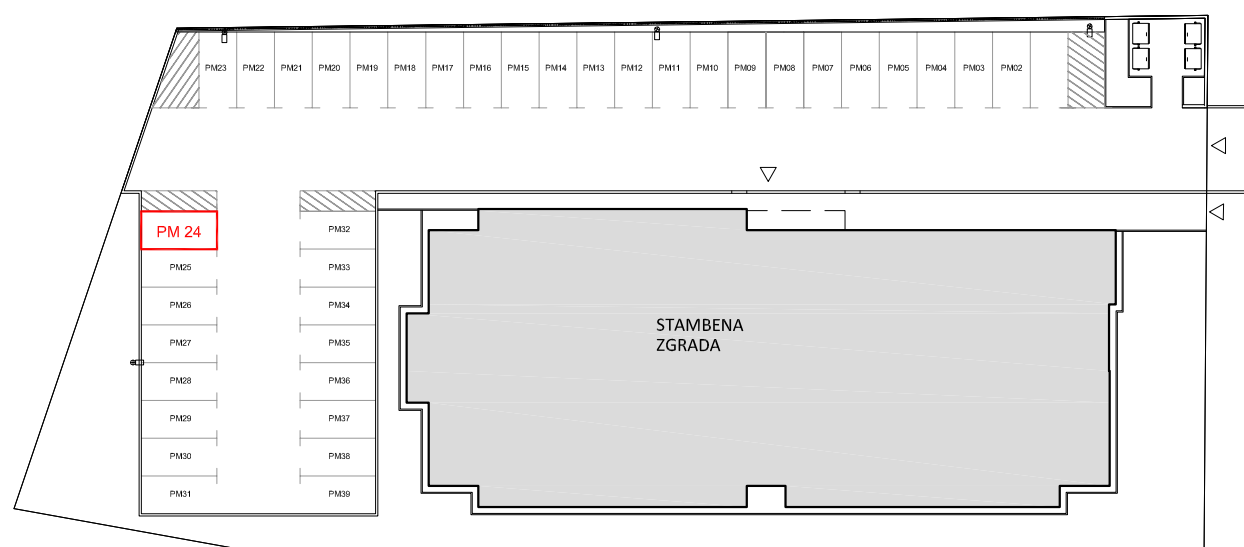 PM23 PM22 PM21 PM20 PM19 PM18 PM17 PM16 PM15 PM14 PM13 PM12 PM11 PM10 PM09 PM08 PM07 PM06 PM05 PM04 PM03 PM02
PM 24
PM25
PM26
PM27
PM28
PM29
PM30
PM31
PM32
PM33
PM34
PM35
PM36
PM37
PM38
PM39
STAMBENA
ZGRADA